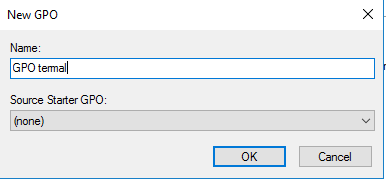 New GPO
Name:
GPO termal
Source Starter GPO:
(none)
OK Cancel